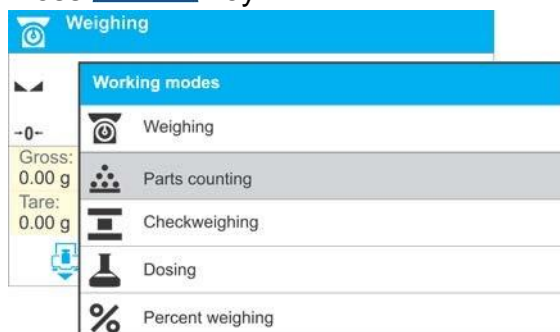 Weighing
Working modes
Weighing
→0←
Gross:
0.00 g
Parts counting
Tare:
0.00 g
Checkweighing
Dosing
% Percent weighing